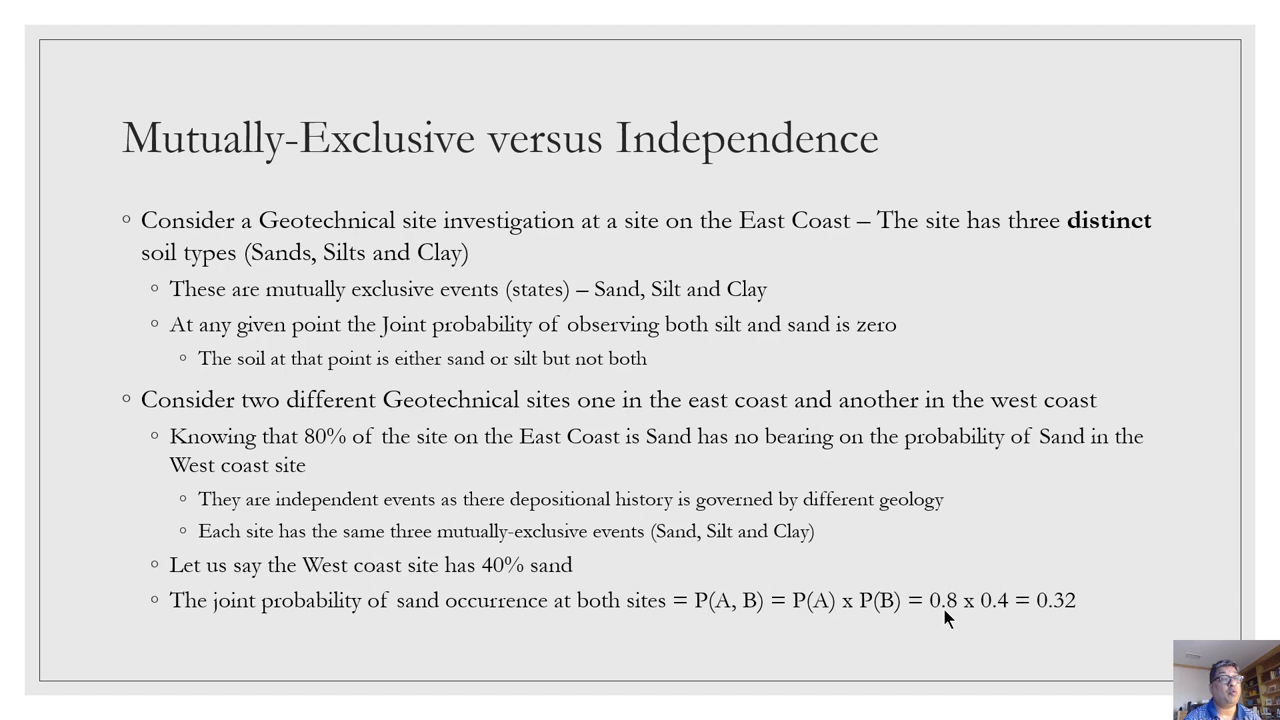 Mutually-Exclusive versus Independence
◦ Consider a Geotechnical site investigation at a site on the East Coast – The site has three distinct
soil types (Sands, Silts and Clay)
◦ These are mutually exclusive events (states) – Sand, Silt and Clay
◦ At any given point the Joint probability of observing both silt and sand is zero
◦ The soil at that point is either sand or silt but not both
◦ Consider two different Geotechnical sites one in the east coast and another in the west coast
◦ Knowing that 80% of the site on the East Coast is Sand has no bearing on the probability of Sand in the
West coast site
◦ They are independent events as there depositional history is governed by different geology
◦ Each site has the same three mutually-exclusive events (Sand, Silt and Clay)
◦ Let us say the West coast site has 40% sand
◦ The joint probability of sand occurrence at both sites = P(A, B) = P(A) x P(B) = 0.8 x 0.4 = 0.32